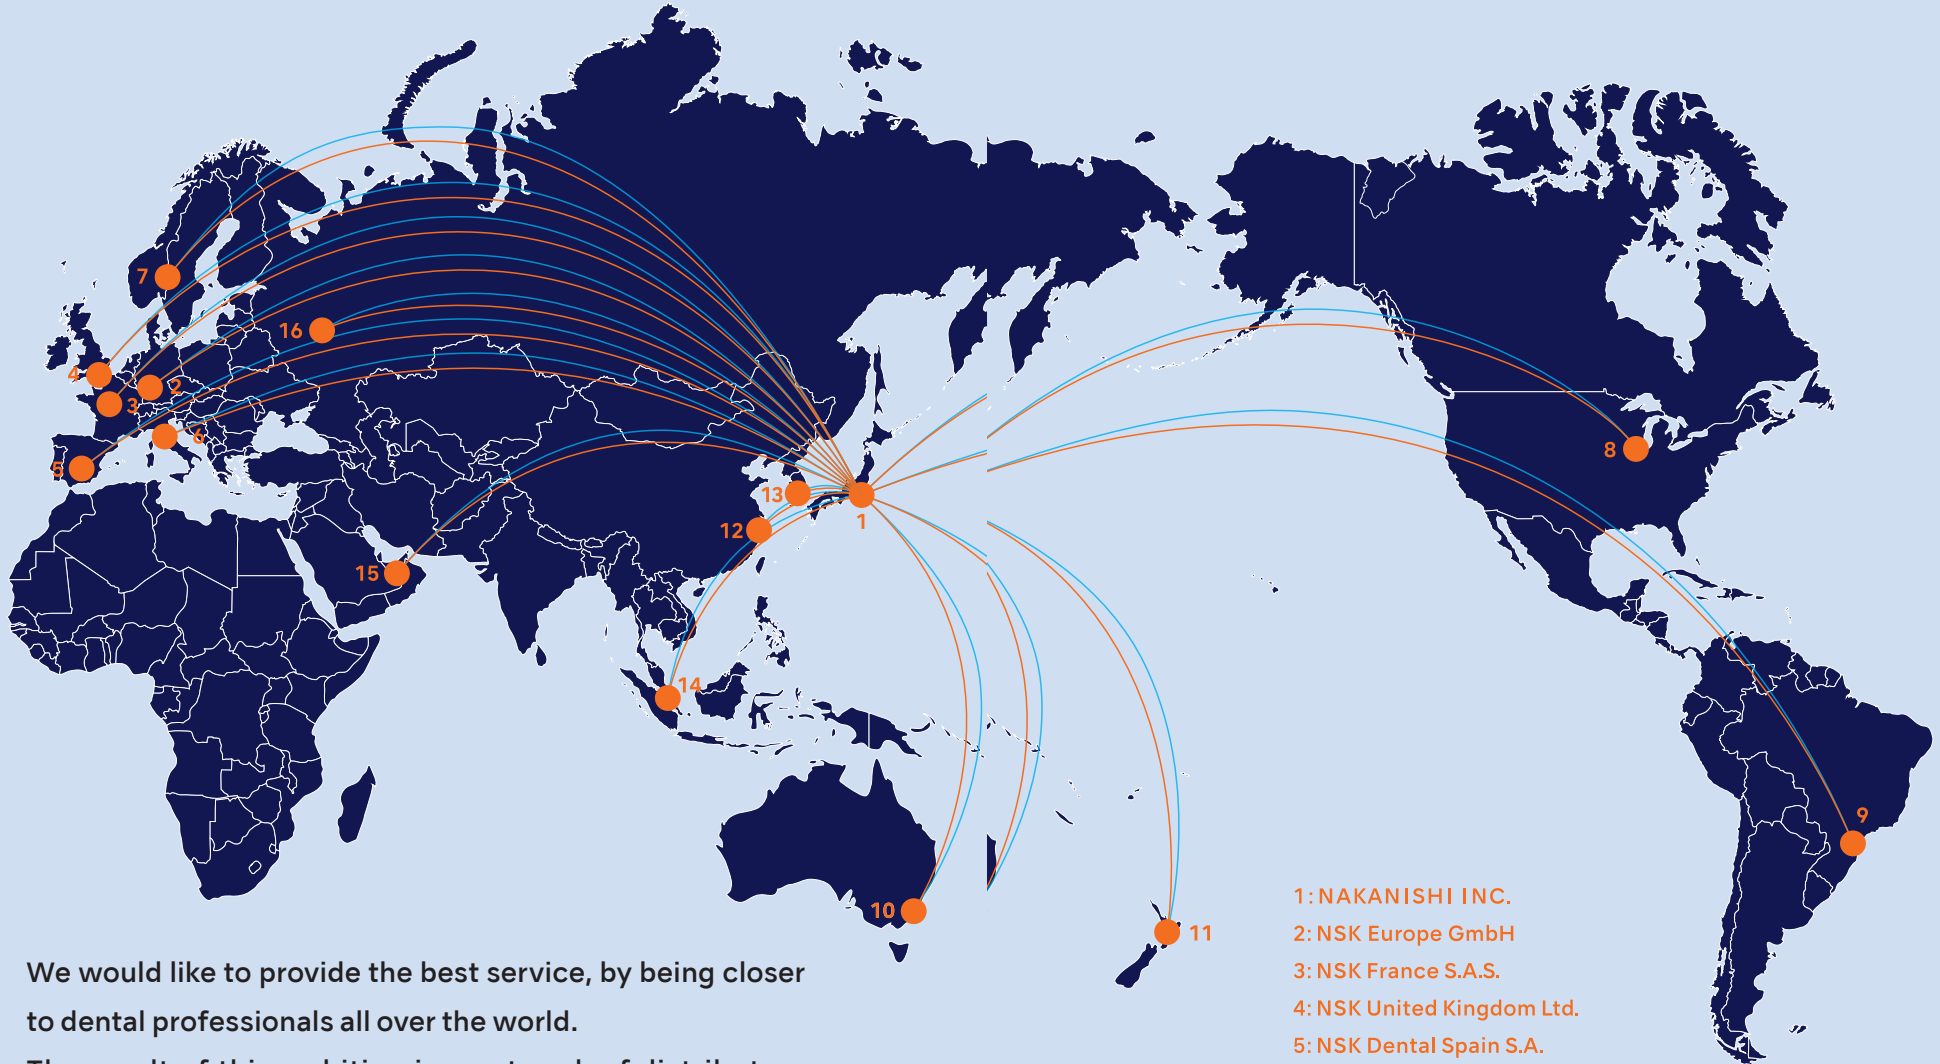 7
16
4
2
3
6
5
13
1
12
15
14
8
9
10
11
We would like to provide the best service, by being closer
to dental professionals all over the world.
1: NAKANISHI INC.
2: NSK Europe GmbH
3: NSK France S.A.S.
4: NSK United Kingdom Ltd.
5: NSK Dental Spain S.A.